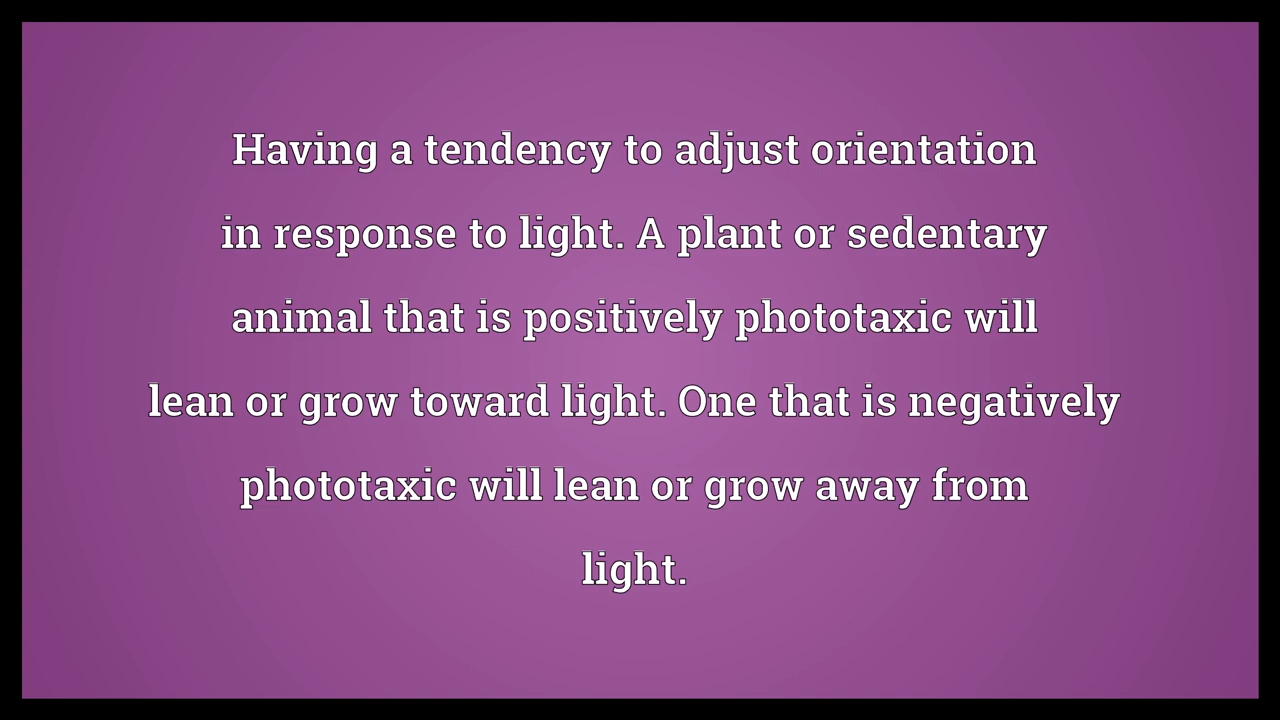 Having a tendency to adjust orientation
in response to light. A plant or sedentary
animal that is positively phototaxic will
lean or grow toward light. One that is negatively
phototaxic will lean or grow away from
light.